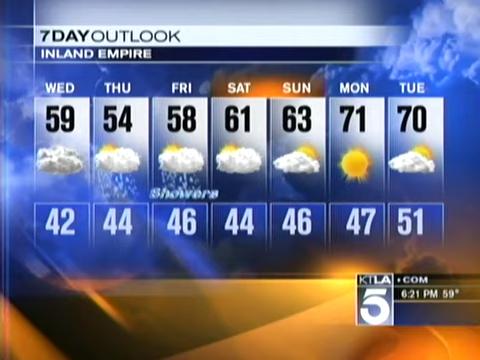 7DAYOUTLOOK
INLAND EMPIRE
WED THU FRI SAT SUN MON TUE
59 54 58 61 63 71 70
Showers
42 44 46 44 46 47 51
KTLA .COM
5 6:21 PM 59°